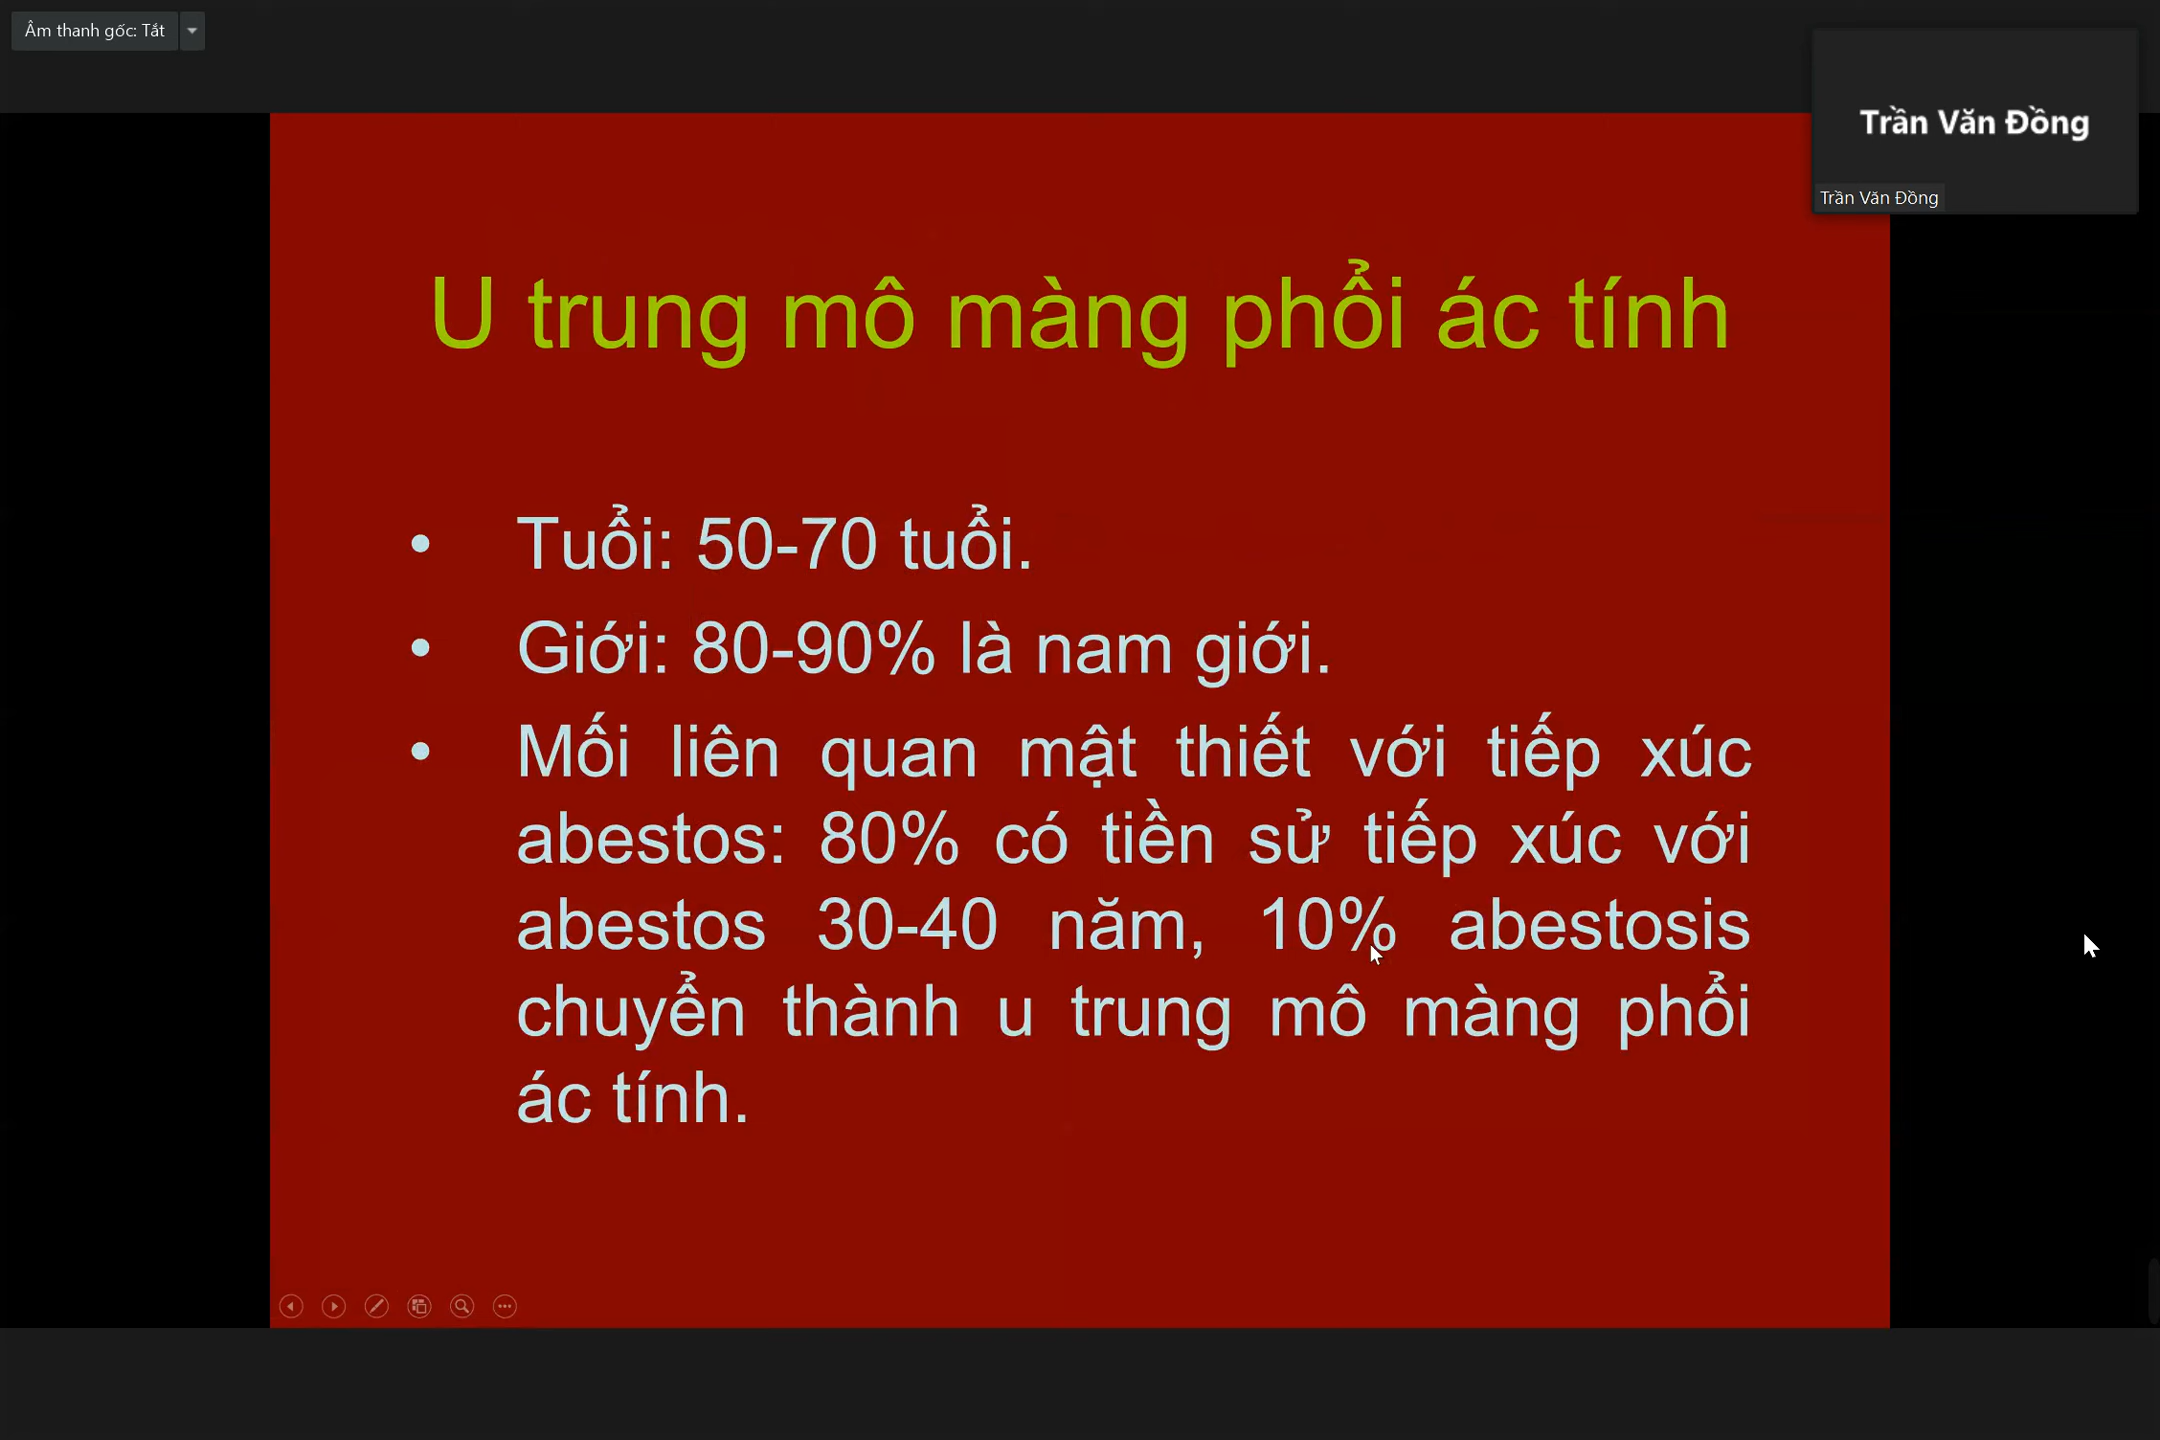 Âm thanh gốc: Tắt
Trần Văn Đồng
Trần Văn Đồng
U trung mô màng phổi ác tính
• Tuổi: 50-70 tuổi.
• Giới: 80-90% là nam giới.
• Mối liên quan mật thiết với tiếp xúc
abestos: 80% có tiền sử tiếp xúc với
abestos 30-40 năm, 10% abestosis
chuyển thành u trung mô màng phổi
ác tính.